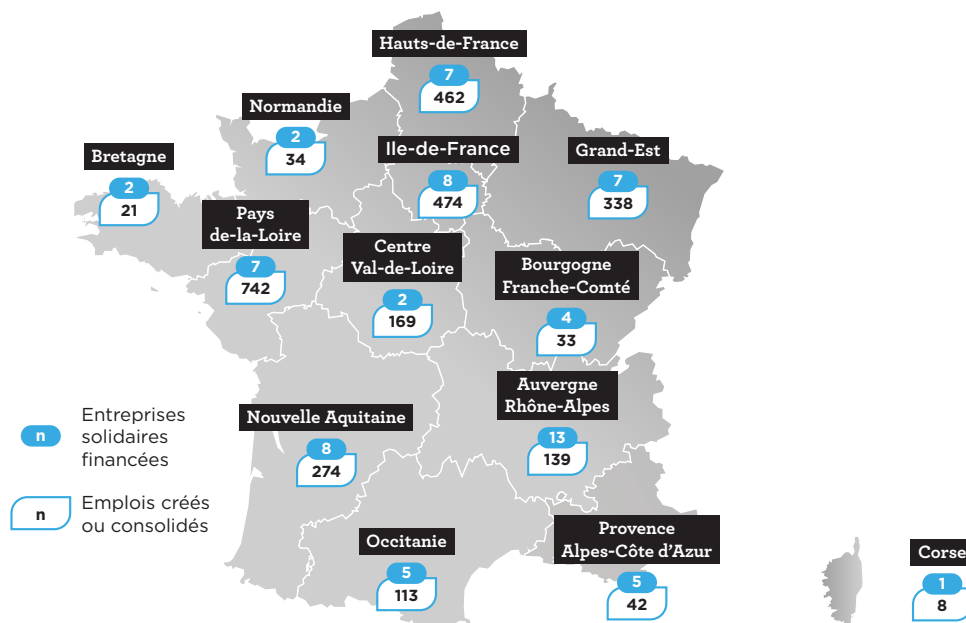 Hauts-de-France
7
462
Normandie
2
34
Ile-de-France
8
474
Grand-Est
7
338
Bretagne
2
21
Pays
de-la-Loire
7
742
Centre
Val-de-Loire
2
169
Bourgogne
Franche-Comté
4
33
Auvergne
Rhône-Alpes
13
139
Nouvelle Aquitaine
8
274
n
Entreprises
solidaires
financées
n
Emplois créés
ou consolidés
Occitanie
5
113
Provence
Alpes-Côte d'Azur
5
42
Corse
1
8